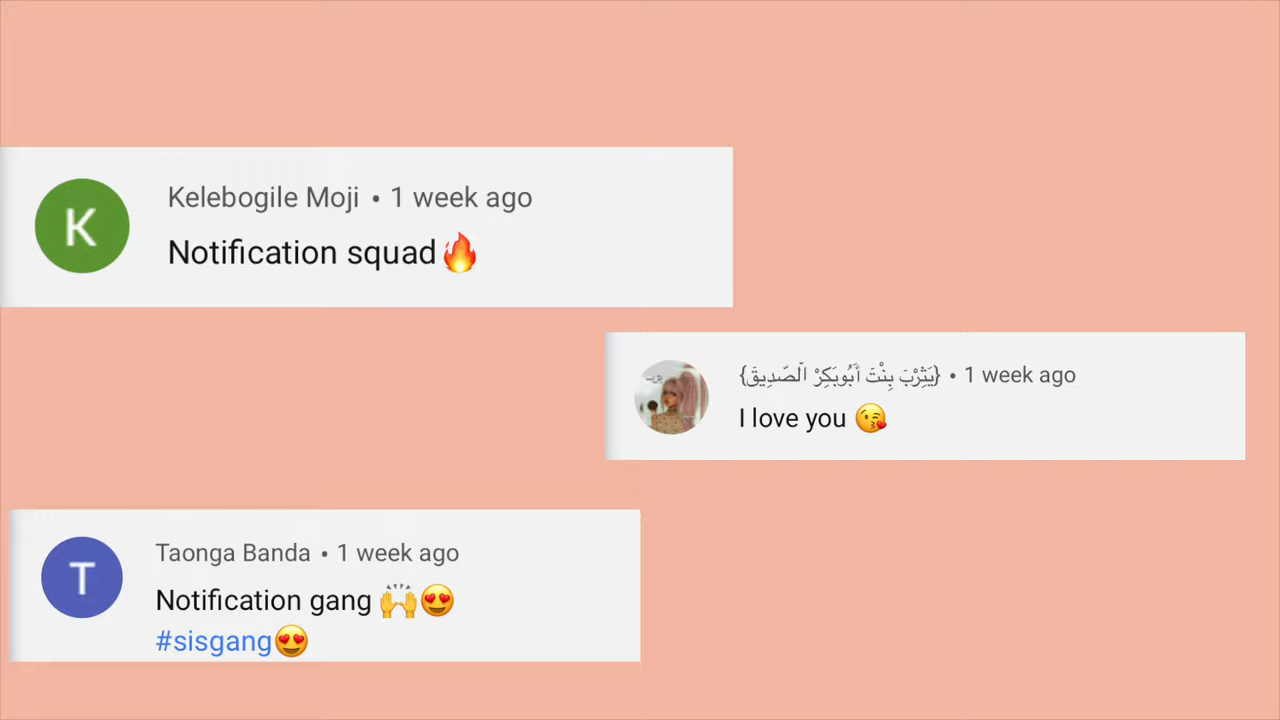 K
Kelebogile Moji • 1 week ago
Notification squad🔥
{يَثْرْبَ بِنْتَ أَبُوبَكِرْ الّصّدِيقَ} • 1 week ago
I love you 😘
T
Taonga Banda • 1 week ago
Notification gang 🙌😍
#sisgang😍